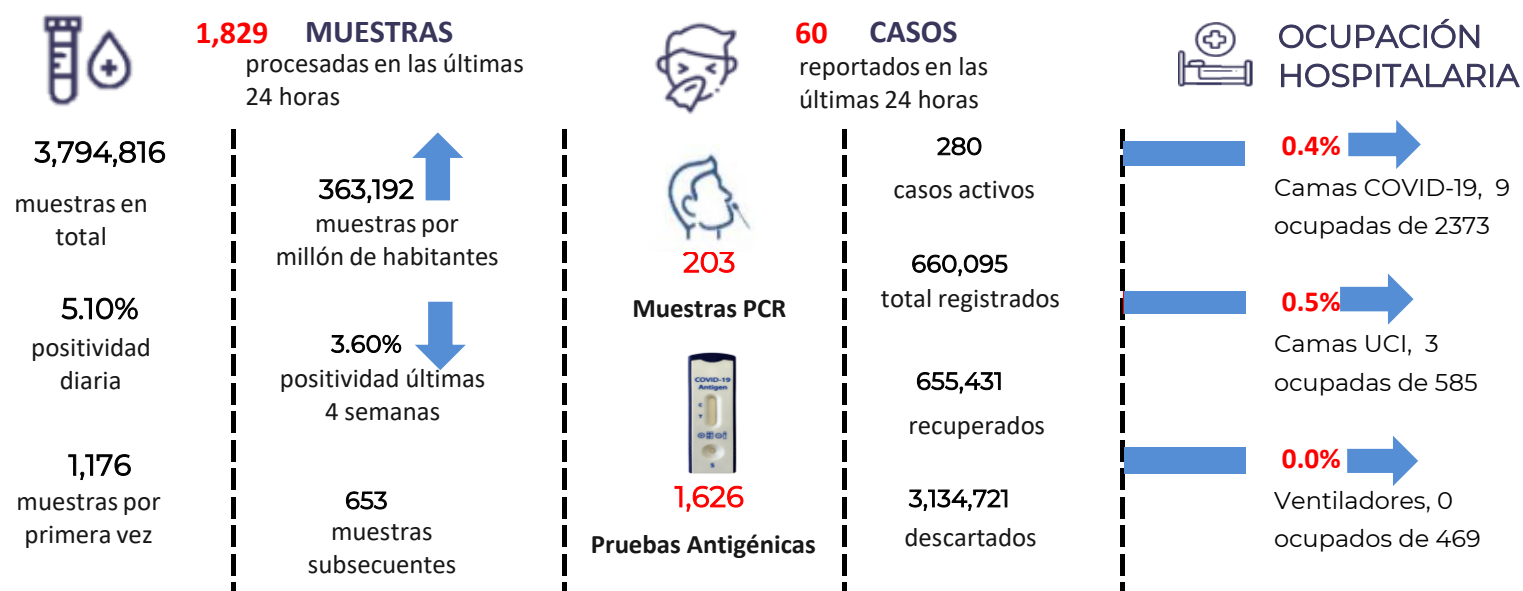 1,829 MUESTRAS
procesadas en las últimas
24 horas
3,794,816
muestras en
total
5.10%
positividad
diaria
1,176
muestras por
primera vez
363,192
muestras por
millón de habitantes
3.60%
positividad últimas
4 semanas
653
muestras
subsecuentes
60 CASOS
reportados en las
últimas 24 horas
203
Muestras PCR
COVID-19
Antigen
C
T
S
1,626
Pruebas Antigénicas
280
casos activos
660,095
total registrados
655,431
recuperados
3,134,721
descartados
OCUPACIÓN
HOSPITALARIA
0.4%
Camas COVID-19, 9
ocupadas de 2373
0.5%
Camas UCI, 3
ocupadas de 585
0.0%
Ventiladores, 0
ocupados de 469